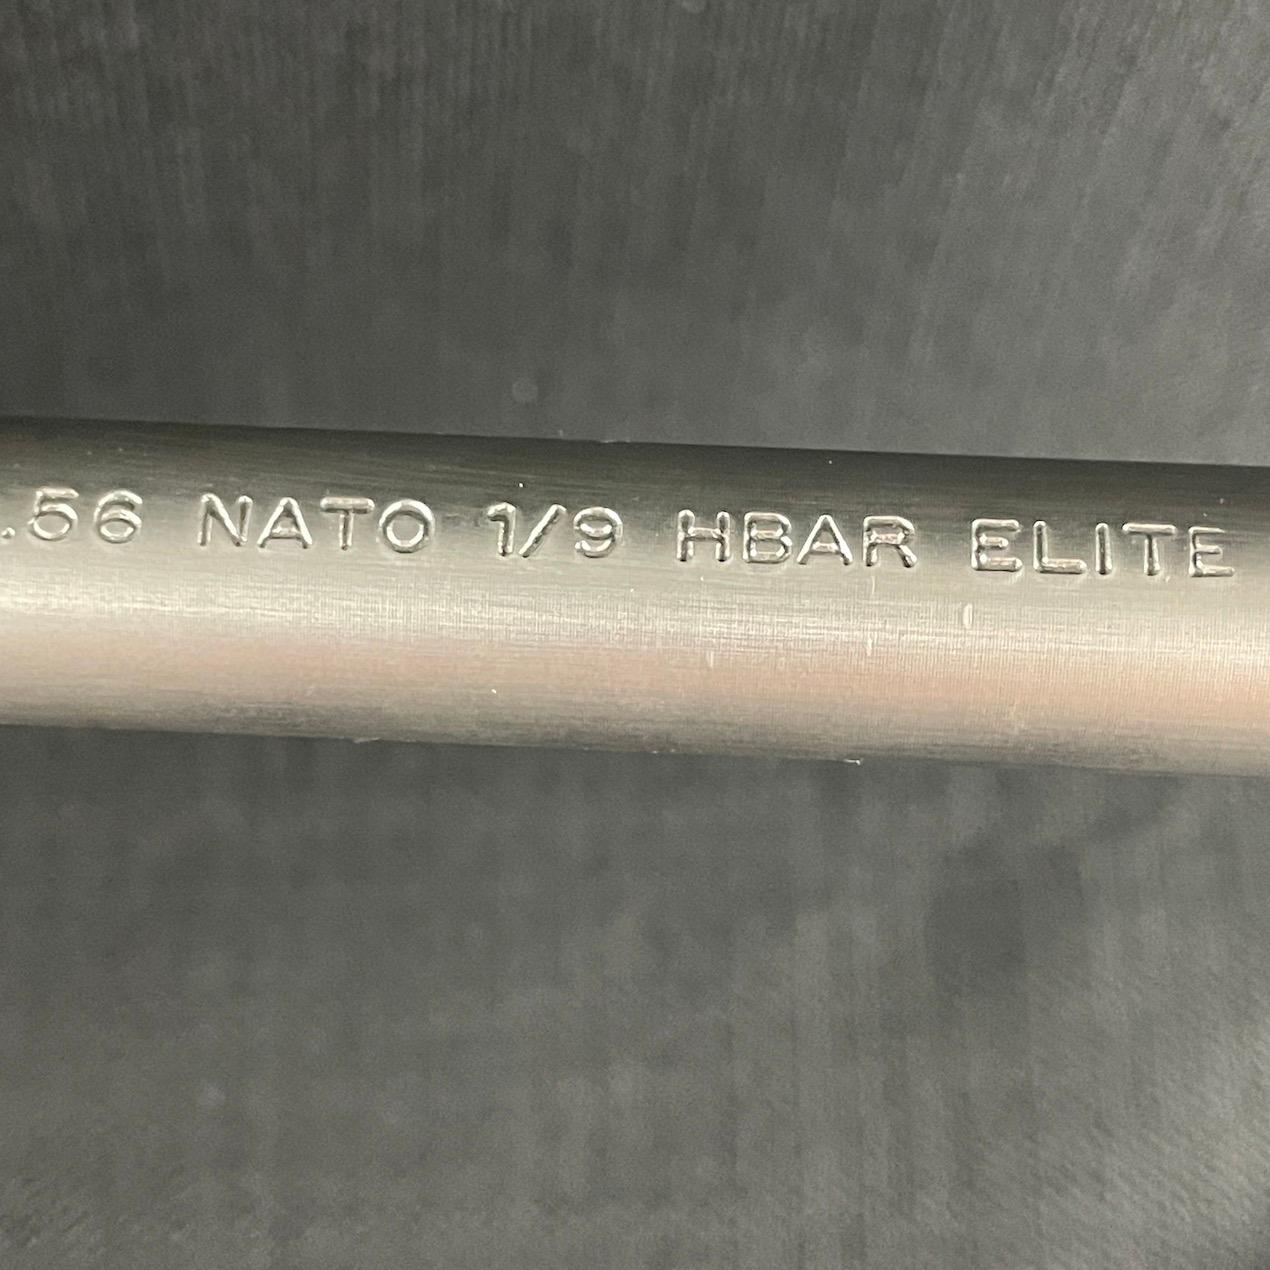 .56 NATO 1/9 HBAR ELITE